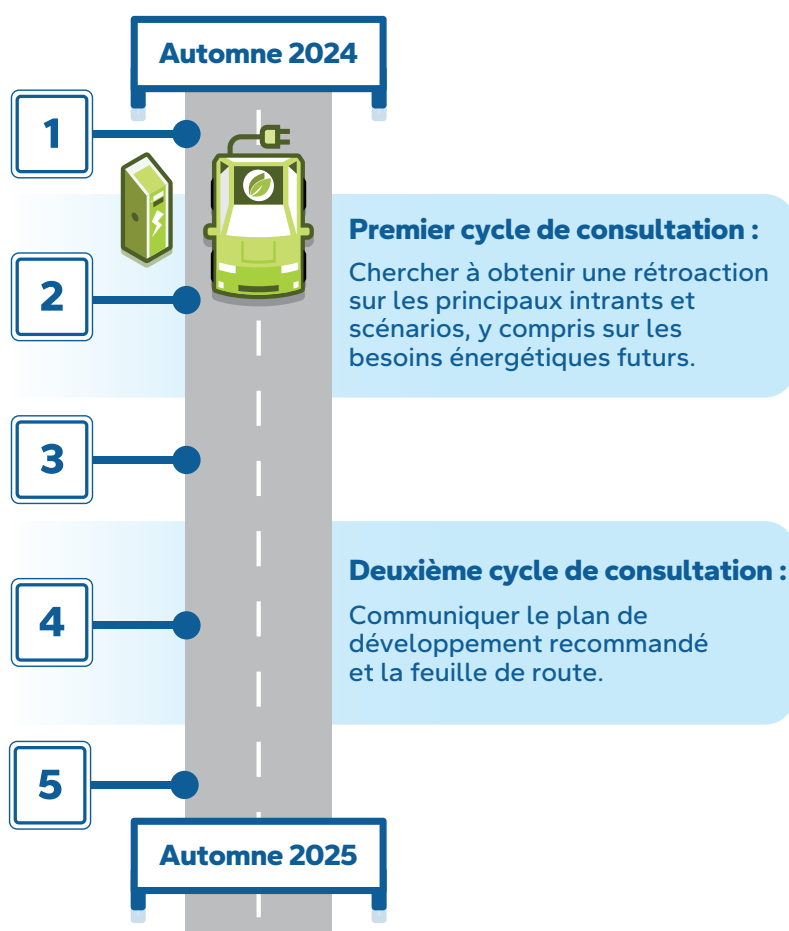 Automne 2024
1
2
Premier cycle de consultation :
Chercher à obtenir une rétroaction
sur les principaux intrants et
scénarios, y compris sur les
besoins énergétiques futurs.
3
4
Deuxième cycle de consultation :
Communiquer le plan de
développement recommandé
et la feuille de route.
5
Automne 2025